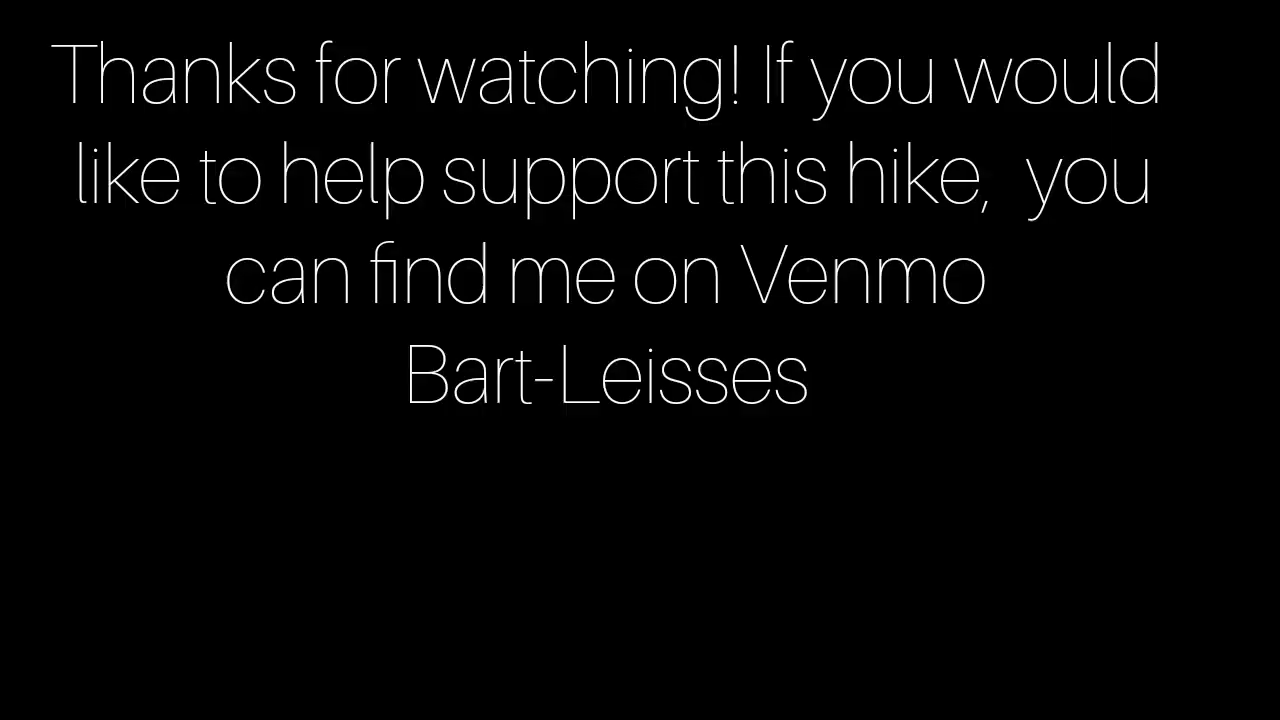 Thanks for watching! If you would
like to help support this hike,  you
can find me on Venmo
Bart-Leisses